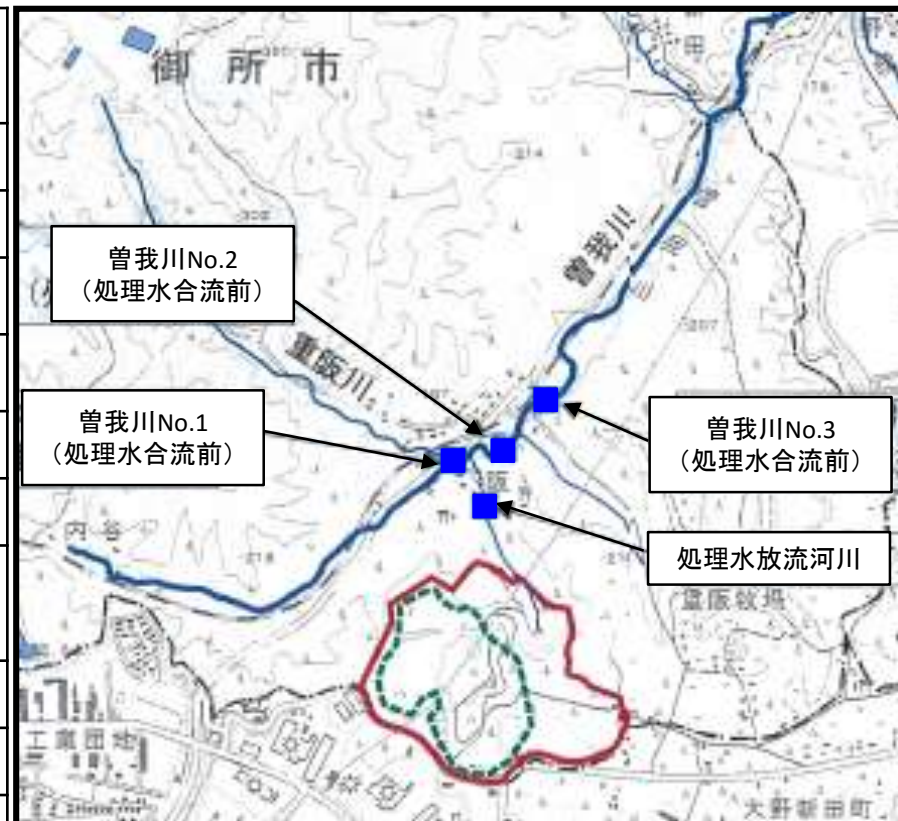 御所市
曽我川No.2
（処理水合流前）
曽我川
重阪川
曽我川No.1
（処理水合流前）
曽我川No.3
（処理水合流前）
処理水放流河川
内谷
重阪牧場
工業団地
大野新田町